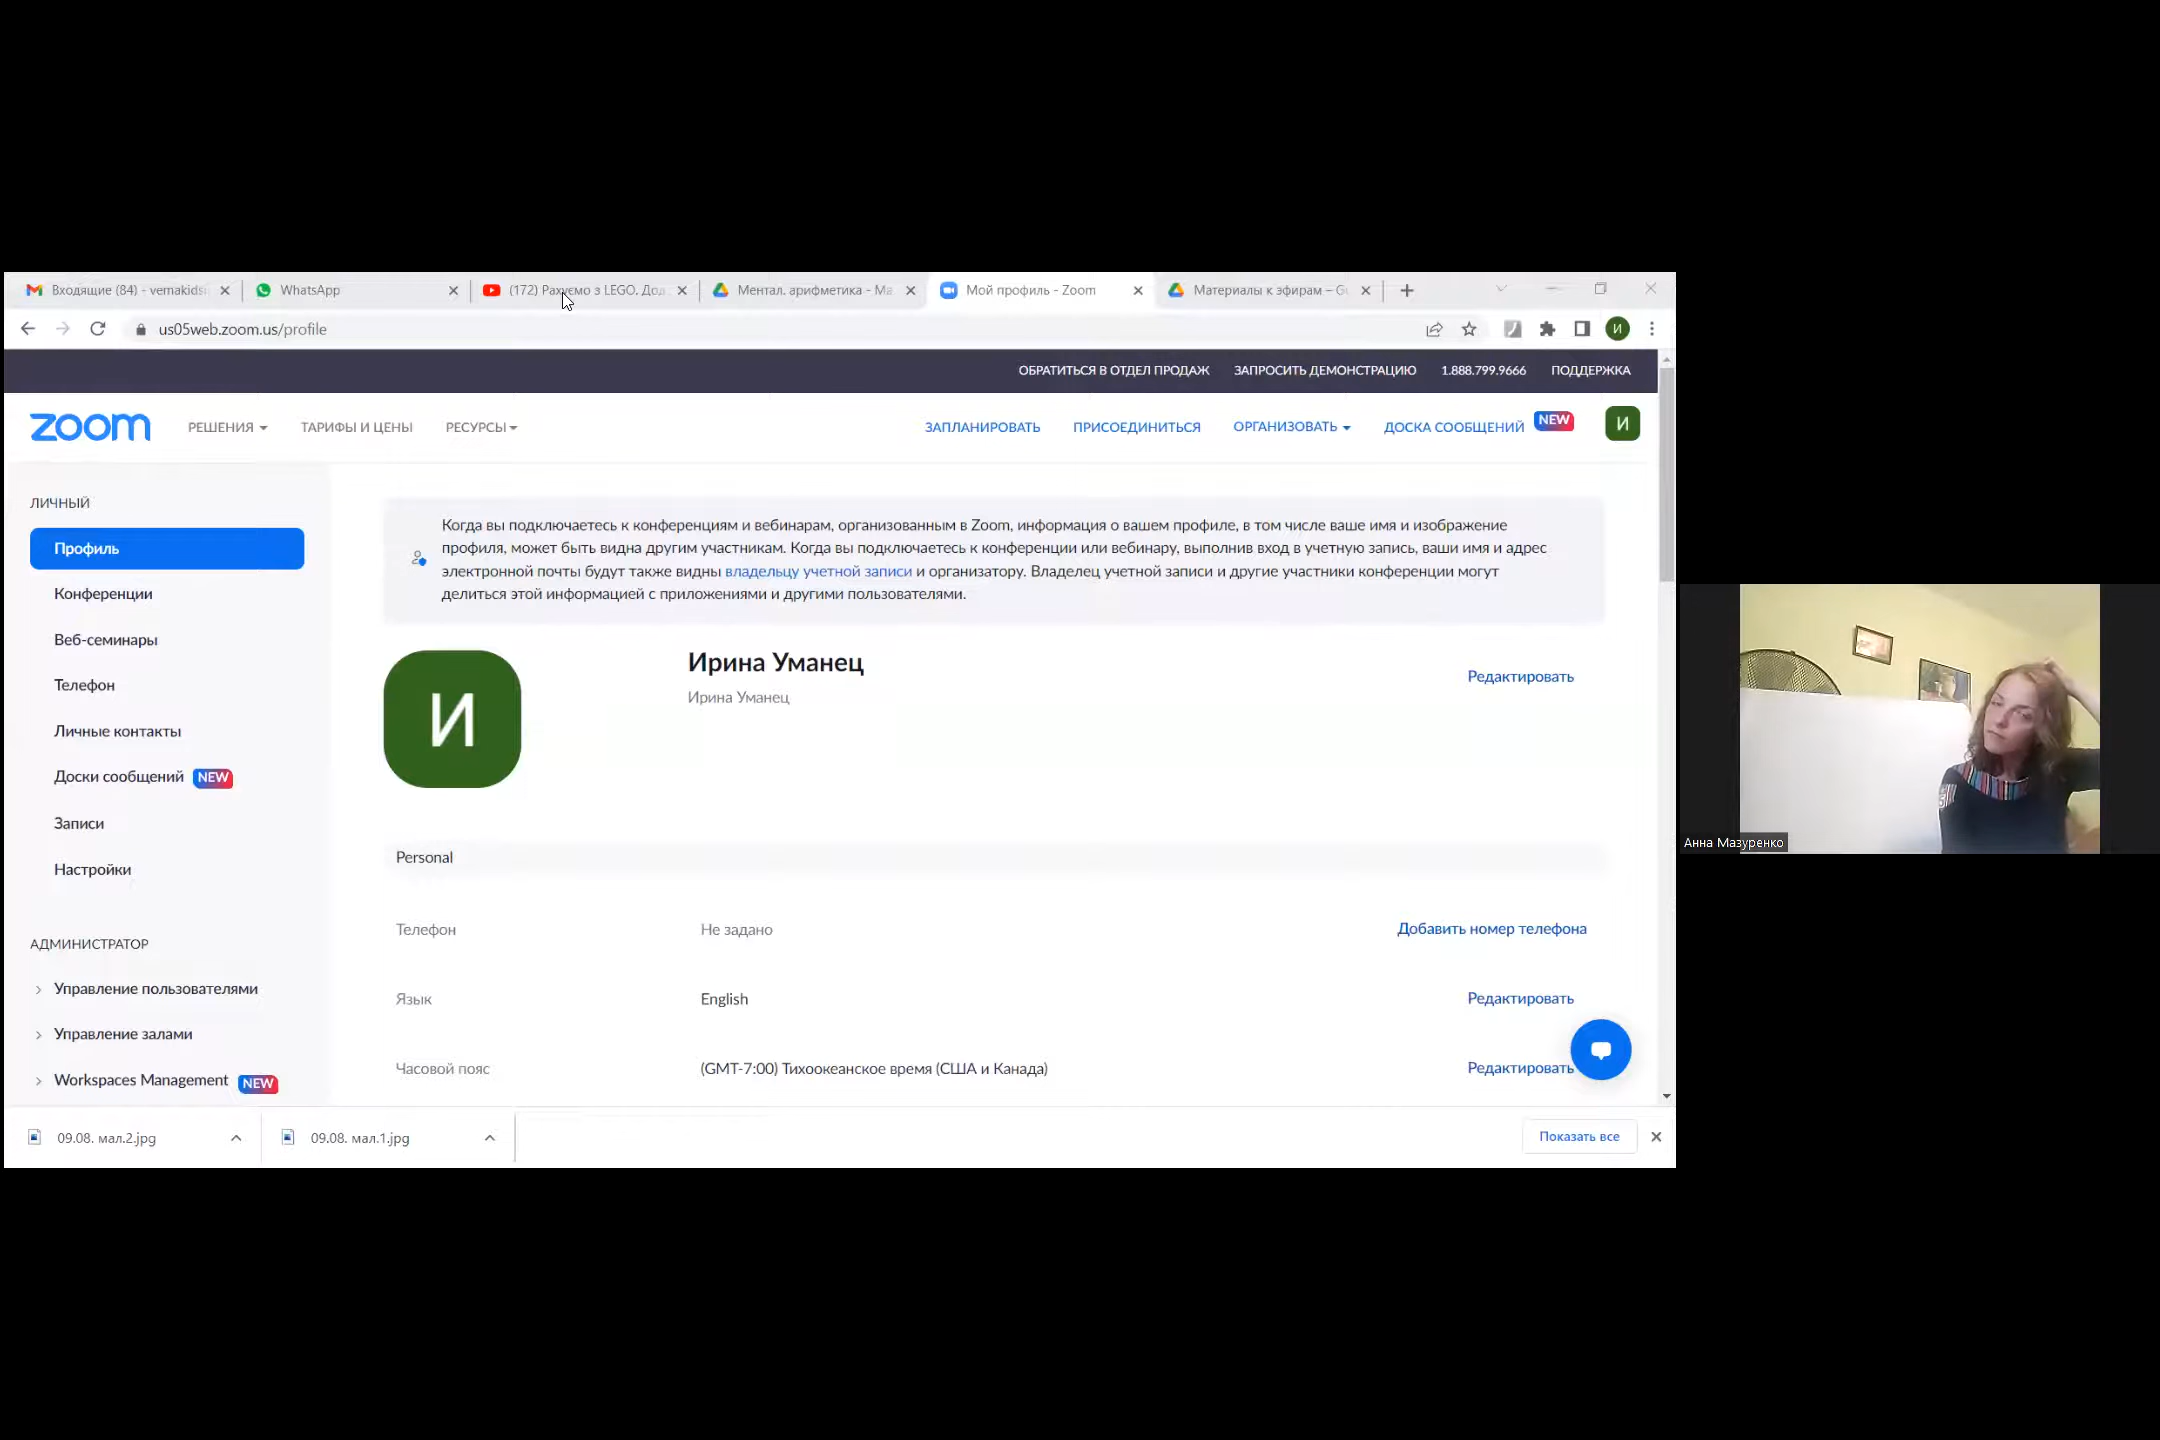 Входящие (84) - vemakids
WhatsApp
(172) Рахуємо з LEGO. Дод
Ментал. арифметика - Ма
Мой профиль - Zoom
Материалы к эфирам – Go
us05web.zoom.us/profile
И
ОБРАТИТЬСЯ В ОТДЕЛ ПРОДАЖ
ЗАПРОСИТЬ ДЕМОНСТРАЦИЮ
1.888.799.9666
ПОДДЕРЖКА
zoom
РЕШЕНИЯ
ТАРИФЫ И ЦЕНЫ
РЕСУРСЫ
ЗАПЛАНИРОВАТЬ
ПРИСОЕДИНИТЬСЯ
ОРГАНИЗОВАТЬ
ДОСКА СООБЩЕНИЙ
NEW
И
ЛИЧНЫЙ
Профиль
Конференции
Веб-семинары
Телефон
Личные контакты
Доски сообщений NEW
Записи
Настройки
АДМИНИСТРАТОР
Управление пользователями
Управление залами
Workspaces Management NEW
Когда вы подключаетесь к конференциям и вебинарам, организованным в Zoom, информация о вашем профиле, в том числе ваше имя и изображение
профиля, может быть видна другим участникам. Когда вы подключаетесь к конференции или вебинару, выполнив вход в учетную запись, ваши имя и адрес
электронной почты будут также видны владельцу учетной записи и организатору. Владелец учетной записи и другие участники конференции могут
делиться этой информацией с приложениями и другими пользователями.
И
Ирина Уманец
Ирина Уманец
Редактировать
Personal
Телефон
Не задано
Добавить номер телефона
Язык
English
Редактировать
Часовой пояс
(GMT-7:00) Тихоокеанское время (США и Канада)
Редактировать
09.08. мал.2.jpg
09.08. мал.1.jpg
Показать все
Анна Мазуренко